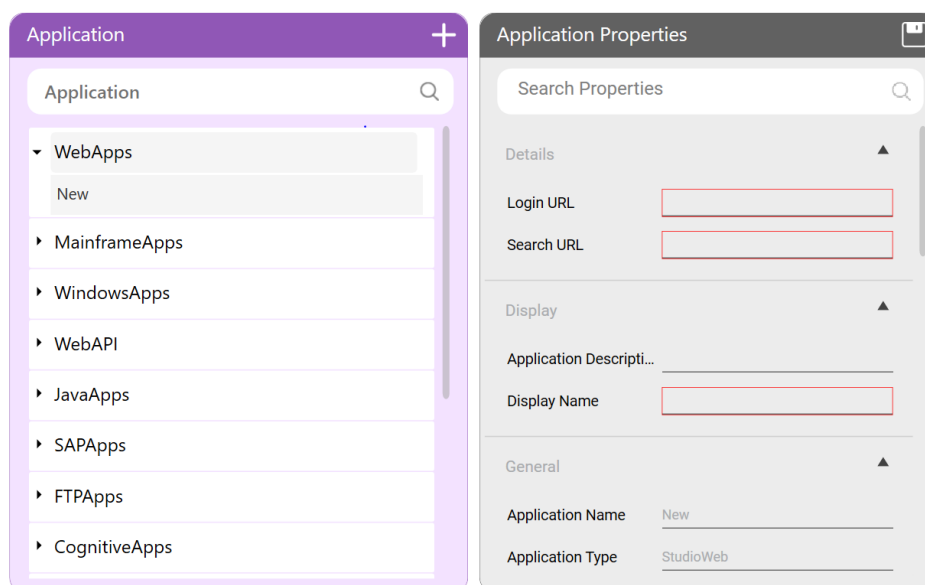 Application
Application
WebApps
New
MainframeApps
WindowsApps
WebAPI
JavaApps
SAPApps
FTPApps
CognitiveApps
Application Properties
Search Properties
Details
Login URL
Search URL
Display
Application Descripti...
Display Name
General
Application Name New
Application Type StudioWeb